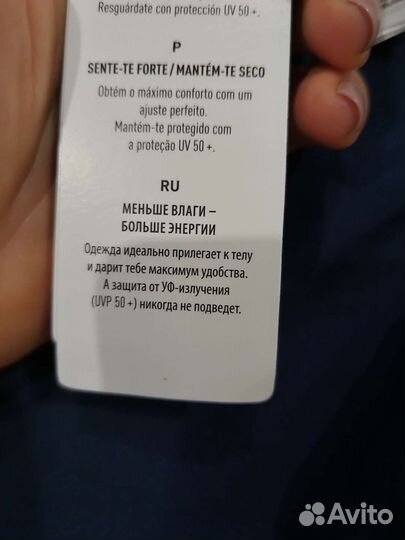 Resguárdate con protección UV 50 +.
P
SENTE-TE FORTE / MANTÉM-TE SECO
Obtém o máximo conforto com um
ajuste perfeito.
Mantém-te protegido com
a proteção UV 50 +.
RU
МЕНЬШЕ ВЛАГИ –
БОЛЬШЕ ЭНЕРГИИ
Одежда идеально прилегает к телу
и дарит тебе максимум удобства.
А защита от УФ-излучения
(UVP 50 +) никогда не подведет.
Avito